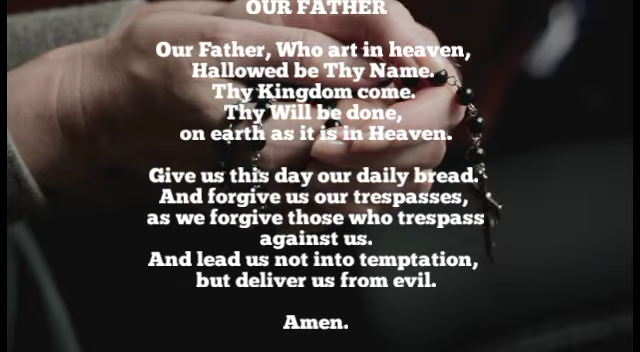 OUR FATHER
Our Father, Who art in heaven,
Hallowed be Thy Name.
Thy Kingdom come.
Thy Will be done,
on earth as it is in Heaven.
Give us this day our daily bread.
And forgive us our trespasses,
as we forgive those who trespass
against us.
And lead us not into temptation,
but deliver us from evil.
Amen.